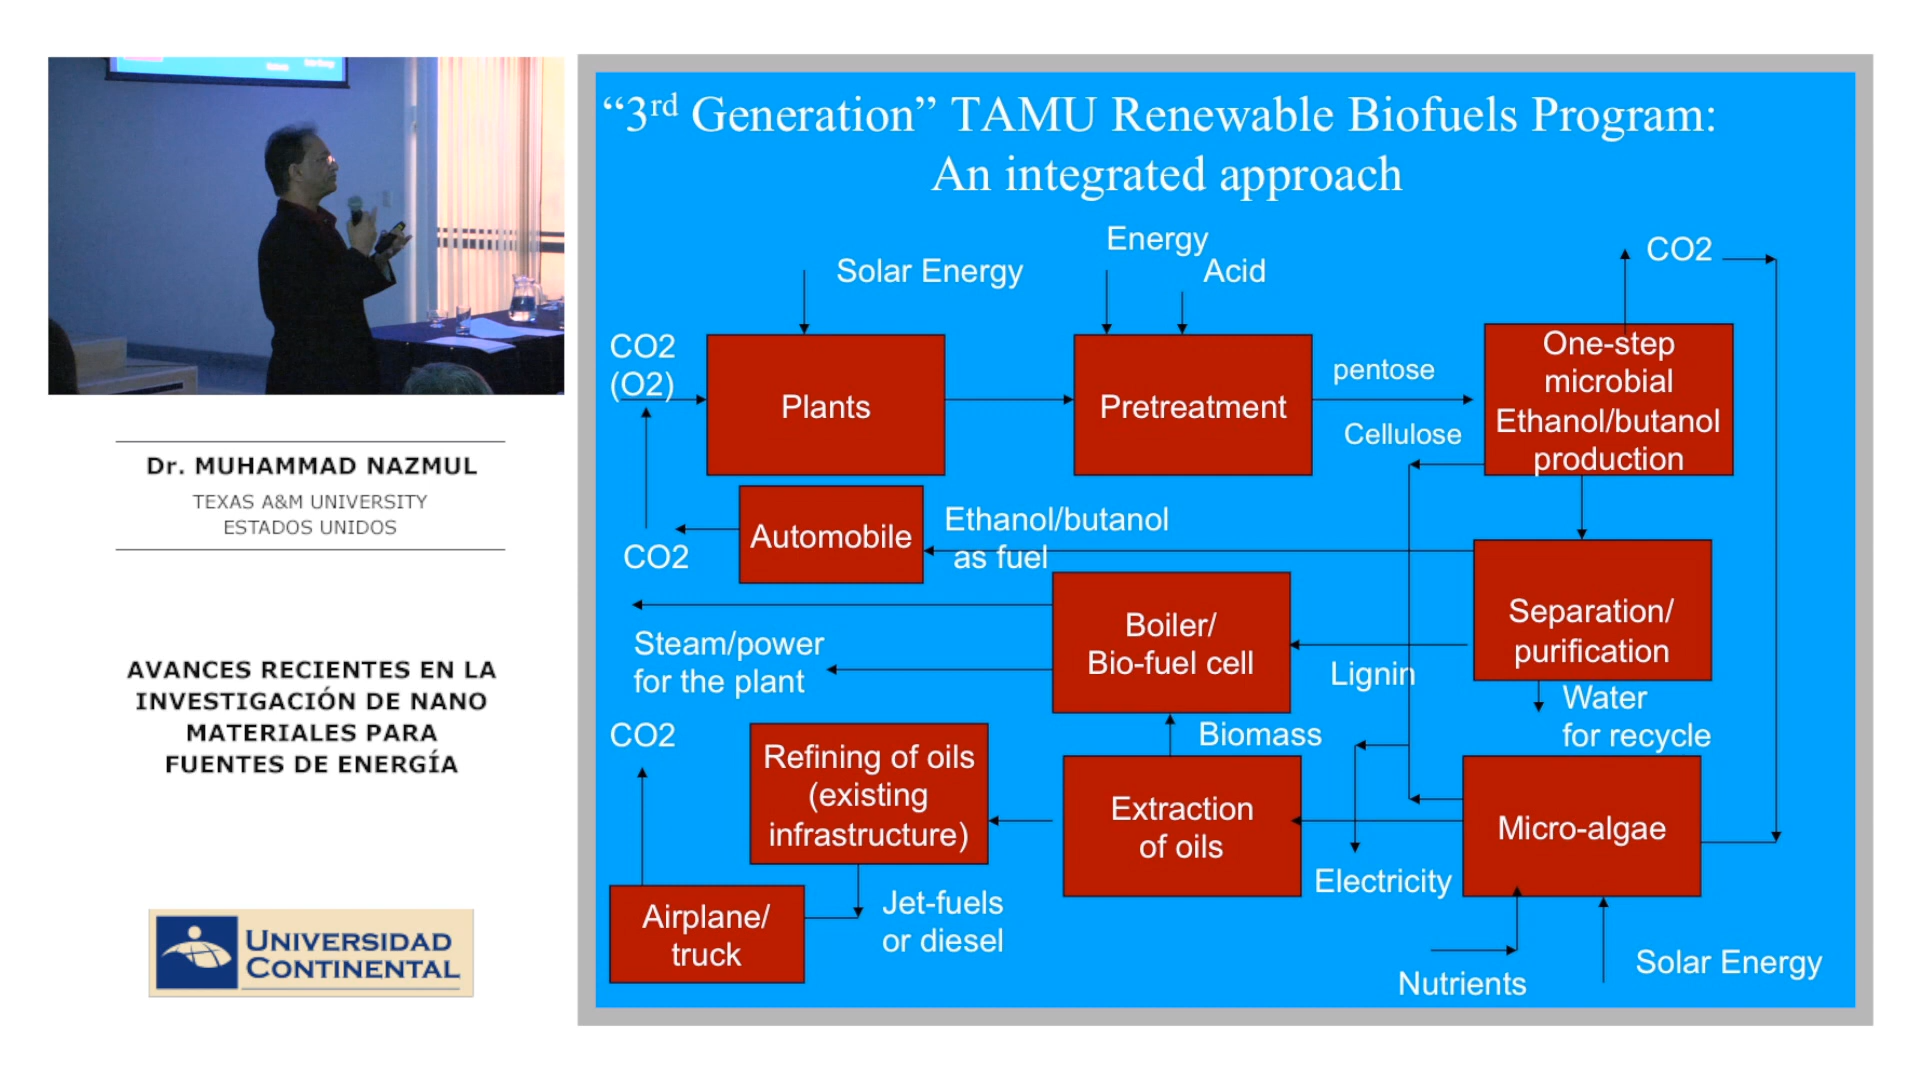 Dr. MUHAMMAD NAZMUL
TEXAS A&M UNIVERSITY
ESTADOS UNIDOS
AVANCES RECIENTES EN LA
INVESTIGACIÓN DE NANO
MATERIALES PARA
FUENTES DE ENERGÍA
UNIVERSIDAD
CONTINENTAL
“3rd Generation” TAMU Renewable Biofuels Program:
An integrated approach
Energy
Solar Energy
Acid
CO2
CO2
(O2)
Plants
Pretreatment
pentose
Cellulose
One-step
microbial
Ethanol/butanol
production
Automobile
CO2
Ethanol/butanol
as fuel
Separation/
purification
Boiler/
Bio-fuel cell
Steam/power
for the plant
Lignin
Water
for recycle
CO2
Refining of oils
(existing
infrastructure)
Biomass
Extraction
of oils
Micro-algae
Electricity
Airplane/
truck
Jet-fuels
or diesel
Nutrients
Solar Energy